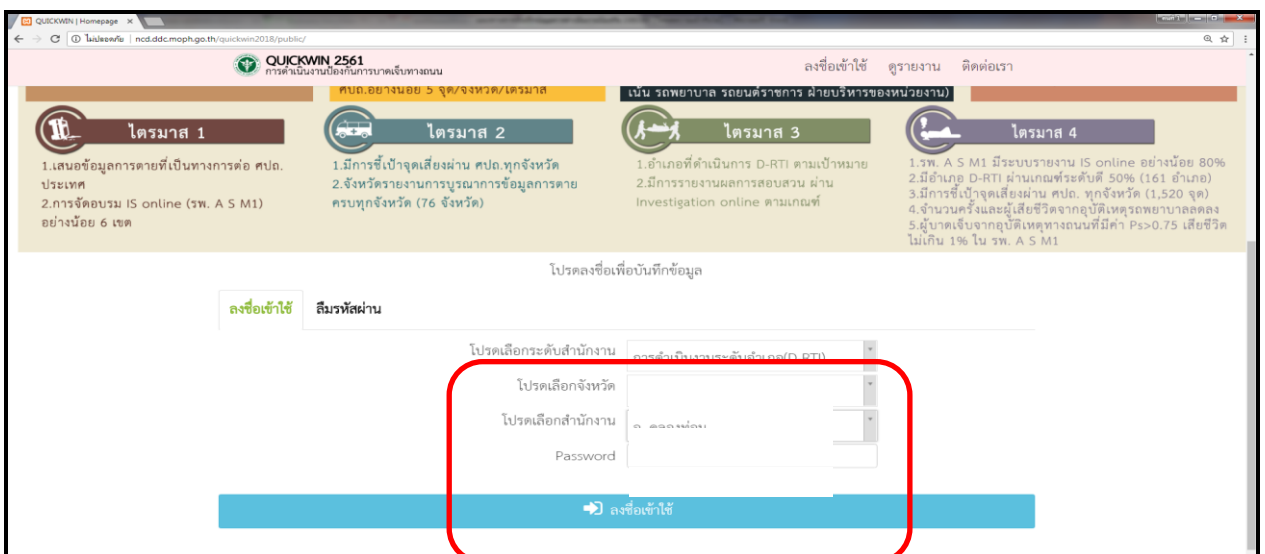 QUICKWIN | Homepage
ไม่ปลอดภัย | ncd.ddc.moph.go.th/quickwin2018/public/
QUICKWIN 2561
การดำเนินงานป้องกันการบาดเจ็บทางถนน
ลงชื่อเข้าใช้ ดูรายงาน ติดต่อเรา
ศปถ.อย่างน้อย 5 จุด/จังหวัด/ไตรมาส
เน้น รถพยาบาล รถยนต์ราชการ ฝ่ายบริหารของหน่วยงาน)
ไตรมาส 1
1.เสนอข้อมูลการตายที่เป็นทางการต่อ ศปถ.
ประเทศ
2.การจัดอบรม IS online (รพ. A S M1)
อย่างน้อย 6 เขต
ไตรมาส 2
1.มีการชี้เป้าจุดเสี่ยงผ่าน ศปถ.ทุกจังหวัด
2.จังหวัดรายงานการบูรณาการข้อมูลการตาย
ครบทุกจังหวัด (76 จังหวัด)
ไตรมาส 3
1.อำเภอที่ดำเนินการ D-RTI ตามเป้าหมาย
2.มีการรายงานผลการสอบสวน ผ่าน
Investigation online ตามเกณฑ์
ไตรมาส 4
1.รพ. A S M1 มีระบบรายงาน IS online อย่างน้อย 80%
2.มีอำเภอ D-RTI ผ่านเกณฑ์ระดับดี 50% (161 อำเภอ)
3.มีการชี้เป้าจุดเสี่ยงผ่าน ศปถ. ทุกจังหวัด (1,520 จุด)
4.จำนวนครั้งและผู้เสียชีวิตจากอุบัติเหตุรถพยาบาลลดลง
5.ผู้บาดเจ็บจากอุบัติเหตุทางถนนที่มีค่า Ps>0.75 เสียชีวิต
ไม่เกิน 1% ใน รพ. A S M1
โปรดลงชื่อเพื่อบันทึกข้อมูล
ลงชื่อเข้าใช้ ลืมรหัสผ่าน
โปรดเลือกระดับสำนักงาน การดำเนินงานระดับอำเภอ(D-RTI)
โปรดเลือกจังหวัด
โปรดเลือกสำนักงาน
Password
ลงชื่อเข้าใช้